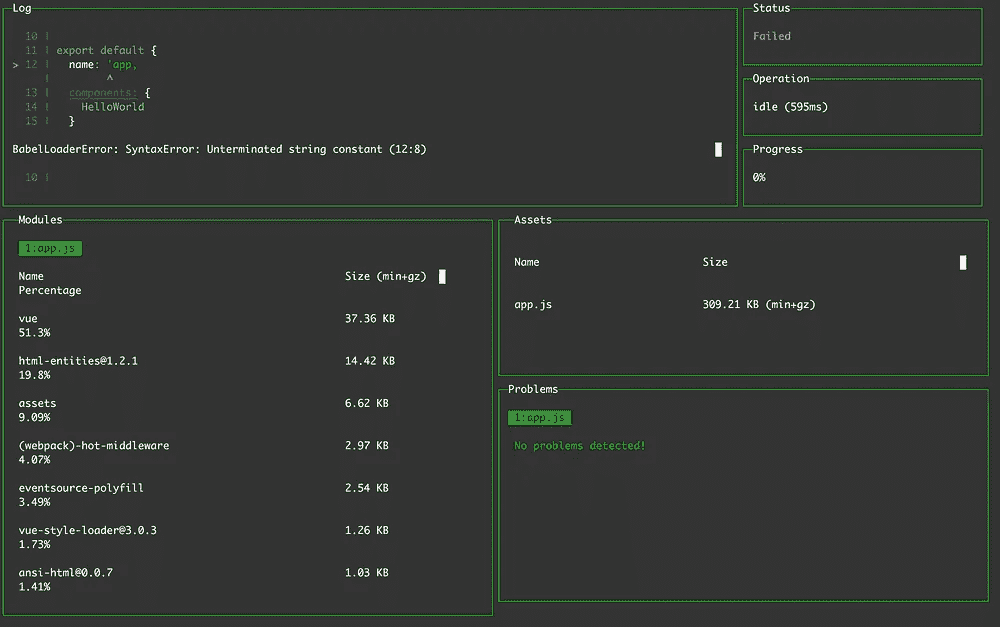 Log
10 |
11 | export default {
> 12 |   name: 'app,
|         ^
13 |   components: {
14 |     HelloWorld
15 |   }
BabelLoaderError: SyntaxError: Unterminated string constant (12:8)
10 |
Status
Failed
Operation
idle (595ms)
Progress
0%
Modules
1:app.js
Name Size (min+gz)
Percentage
vue 37.36 KB
51.3%
html-entities@1.2.1 14.42 KB
19.8%
assets 6.62 KB
9.09%
(webpack)-hot-middleware 2.97 KB
4.07%
eventsource-polyfill 2.54 KB
3.49%
vue-style-loader@3.0.3 1.26 KB
1.73%
ansi-html@0.0.7 1.03 KB
1.41%
Assets
Name Size
app.js 309.21 KB (min+gz)
Problems
1:app.js
No problems detected!